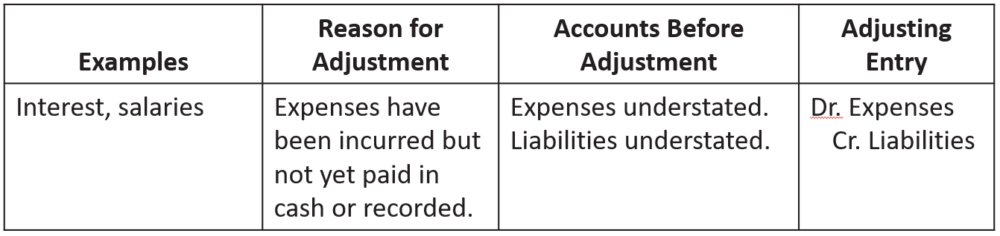 Examples
Reason for
Adjustment
Accounts Before
Adjustment
Adjusting
Entry
Interest, salaries
Expenses have
been incurred but
not yet paid in
cash or recorded.
Expenses understated.
Liabilities understated.
Dr. Expenses
Cr. Liabilities